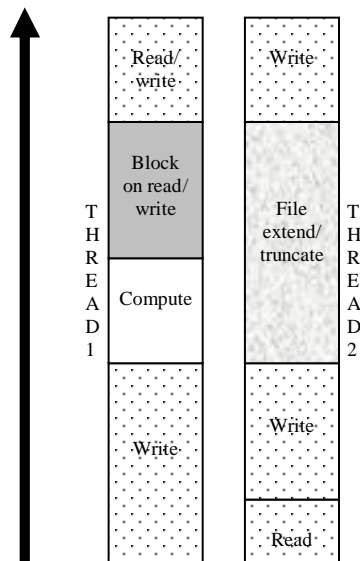 Read/
write
Block
on read/
write
Compute
Write
T
H
R
E
A
D
1
Write
File
extend/
truncate
Write
Read
T
H
R
E
A
D
2